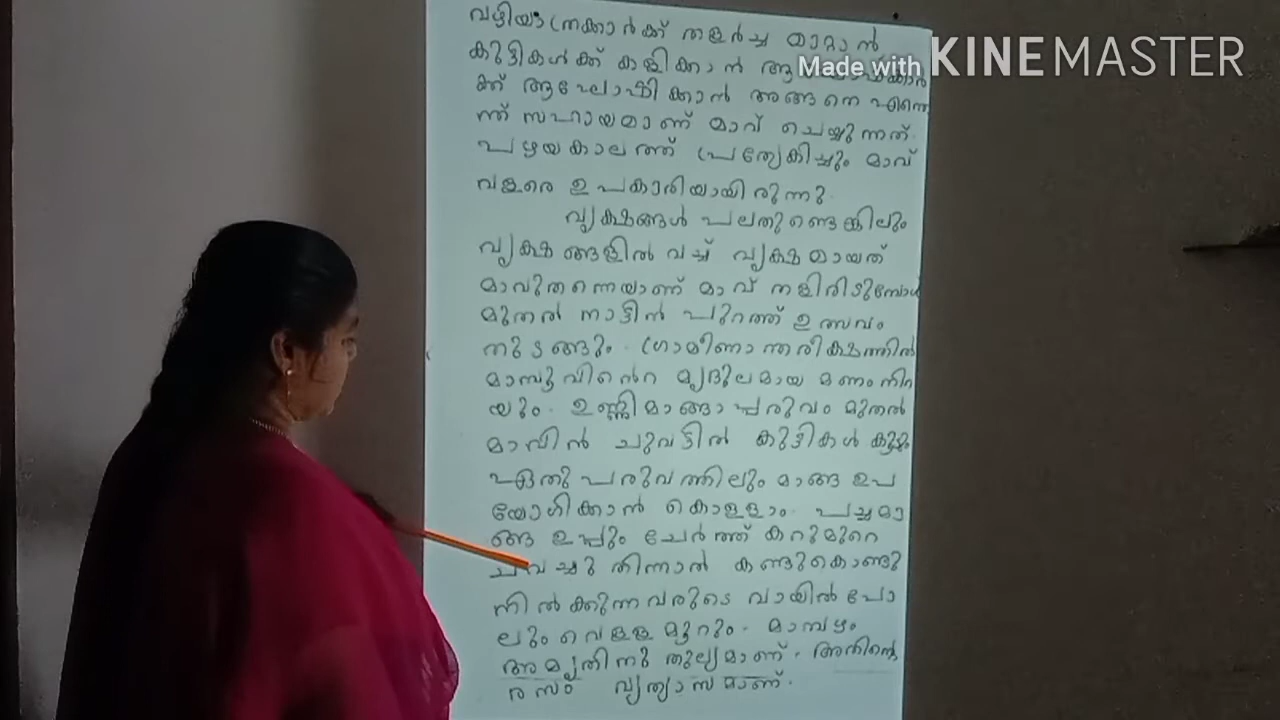 വഴിയാത്രക്കാർക്ക് തളർച്ച മാറ്റാൻ
Made with KINEMASTER
കുട്ടികൾക്ക് കളിക്കാൻ
ക്ക് ആഘോഷിക്കാൻ അങ്ങനെ എന്തെ
ന്ത് സഹായമാണ് മാവ് ചെയ്യുന്നത്.
പഴയകാലത്ത് പ്രത്യേകിച്ചും മാവ്
വളരെ ഉപകാരിയായിരുന്നു.
വൃക്ഷങ്ങൾ പലതുണ്ടെങ്കിലും
വൃക്ഷങ്ങളിൽ വച്ച് വൃക്ഷമായത്
മാവുതന്നെയാണ് മാവ് തളിരിടുമ്പോൾ
മുതൽ നാട്ടിൻ പുറത്ത് ഉത്സവം
തുടങ്ങും. ഗ്രാമീണാന്തരീക്ഷത്തിൽ
മാമ്പൂവിൻെറ മൃദുലമായ മണം നിറ
യും. ഉണ്ണിമാങ്ങാപ്പരുവം മുതൽ
മാവിൻ ചുവട്ടിൽ കുട്ടികൾ കൂടും
ഏതു പരുവത്തിലും മാങ്ങ ഉപ
യോഗിക്കാൻ കൊള്ളാം. പച്ചമാ
ങ്ങ ഉപ്പും ചേർത്ത് കറുമുറെ
ചവച്ചു തിന്നാൽ കണ്ടുകൊണ്ടു
നിൽക്കുന്നവരുടെ വായിൽ പോ
ലും വെള്ളമൂറും. മാമ്പഴം
അമൃതിനു തുല്യമാണ്. അതിൻെറ
രസം വ്യത്യാസമാണ്.